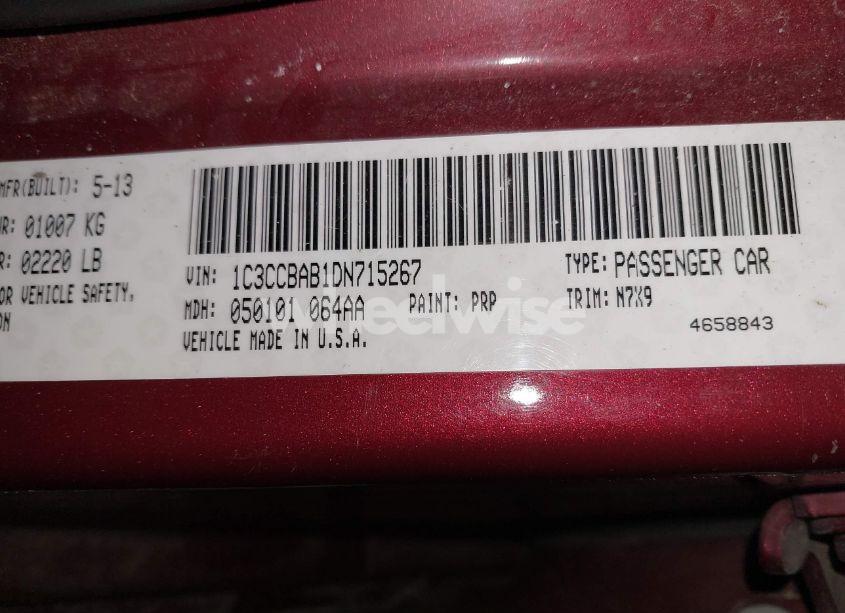 MFR(BUILT): 5-13
R: 01007 KG
R: 02220 LB
OR VEHICLE SAFETY,
ON
VIN: 1C3CCBAB1DN715267 TYPE: PASSENGER CAR
MDH: 050101 064AA PAINT: PRP TRIM: N7X9
VEHICLE MADE IN U.S.A. 4658843
wheelwise